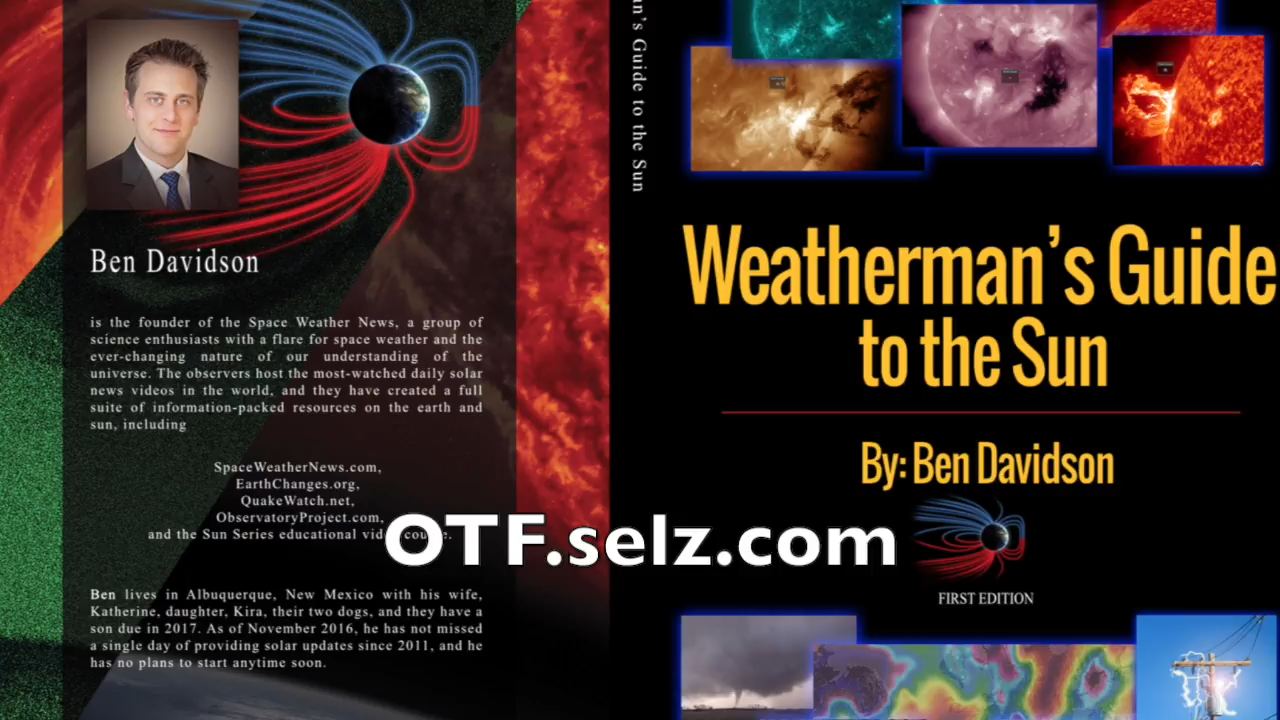 Ben Davidson
is the founder of the Space Weather News, a group of
science enthusiasts with a flare for space weather and the
ever-changing nature of our understanding of the
universe. The observers host the most-watched daily solar
news videos in the world, and they have created a full
suite of information-packed resources on the earth and
sun, including
SpaceWeatherNews.com,
EarthChanges.org,
QuakeWatch.net,
ObservatoryProject.com,
and the Sun Series educational video course.
Ben lives in Albuquerque, New Mexico with his wife,
Katherine, daughter, Kira, their two dogs, and they have a
son due in 2017. As of November 2016, he has not missed
a single day of providing solar updates since 2011, and he
has no plans to start anytime soon.
OTF.selz.com
an's Guide to the Sun
Weatherman's Guide
to the Sun
By: Ben Davidson
FIRST EDITION